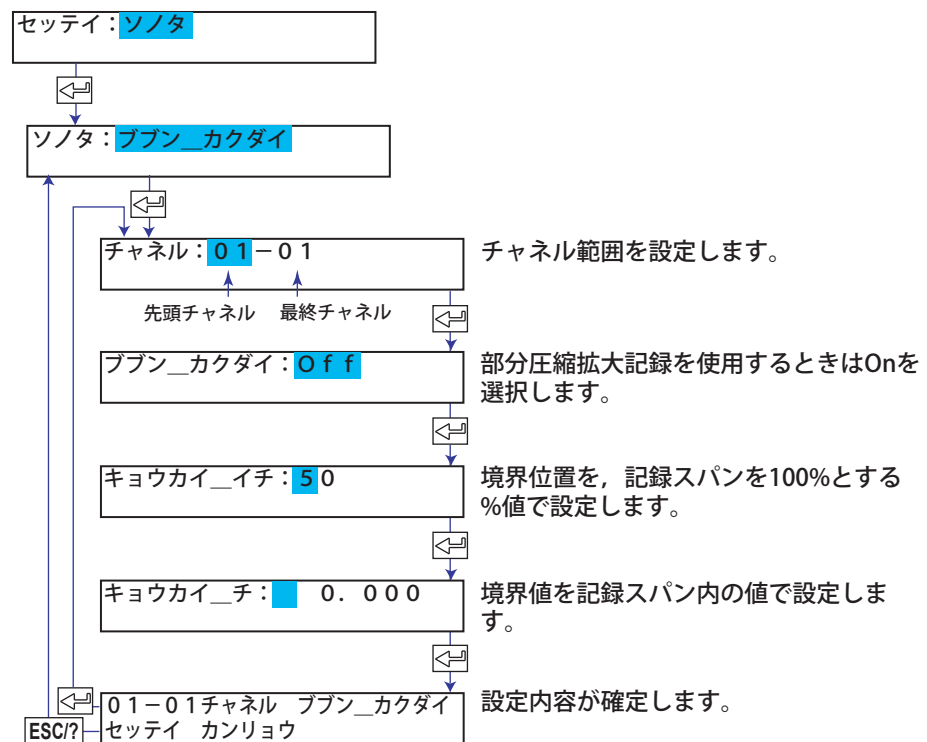 セッテイ：ソノタ
ソノタ：ブブン＿カクダイ
チャネル：０１－０１
チャネル範囲を設定します。
先頭チャネル
最終チャネル
ブブン＿カクダイ：Ｏｆｆ
部分圧縮拡大記録を使用するときはOnを
選択します。
キョウカイ＿イチ：５０
境界位置を，記録スパンを100%とする
%値で設定します。
キョウカイ＿チ：　０．０００
境界値を記録スパン内の値で設定しま
す。
０１－０１チャネル　ブブン＿カクダイ
設定内容が確定します。
ESC/?
セッテイ　カンリョウ